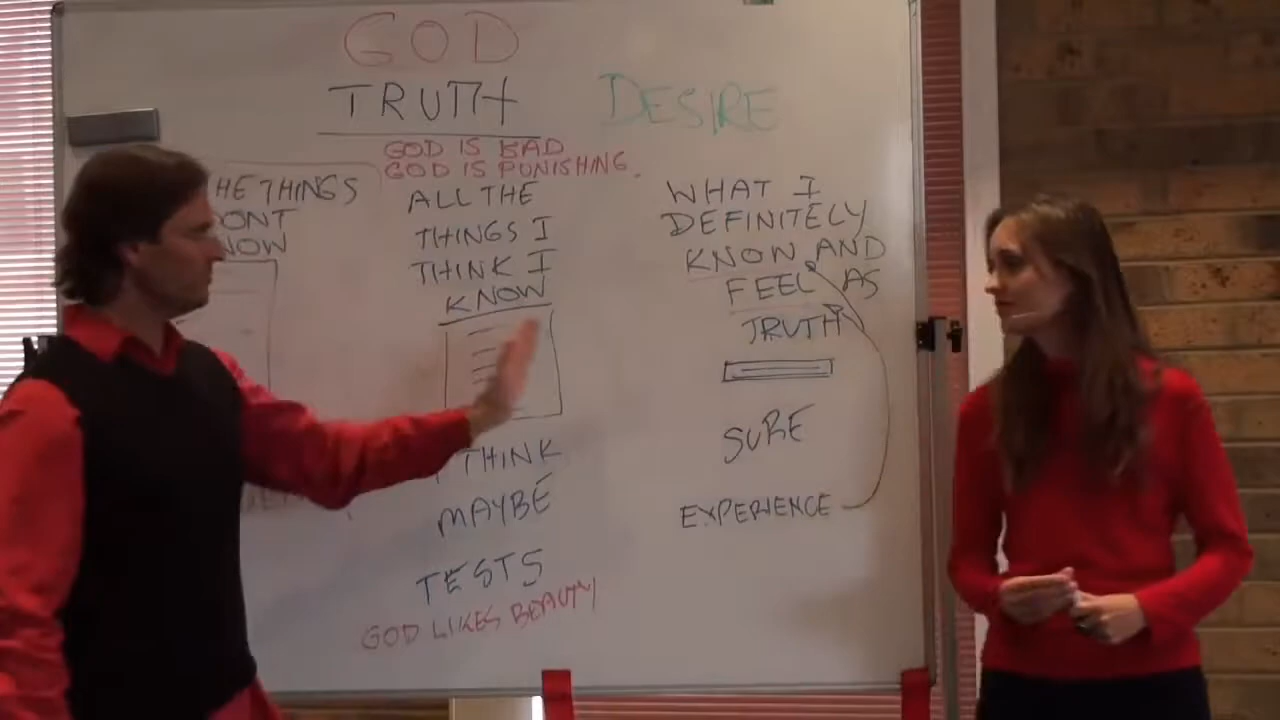 GOD
TRUTH
DESIRE
GOD IS BAD
GOD IS PUNISHING.
HE THINGS
DONT
NOW
ALL THE
THINGS I
THINK I
KNOW
THINK
MAYBE
TESTS
GOD LIKES BEAUTY
WHAT I
DEFINITELY
KNOW AND
FEEL AS
TRUTH
SURE
EXPERIENCE